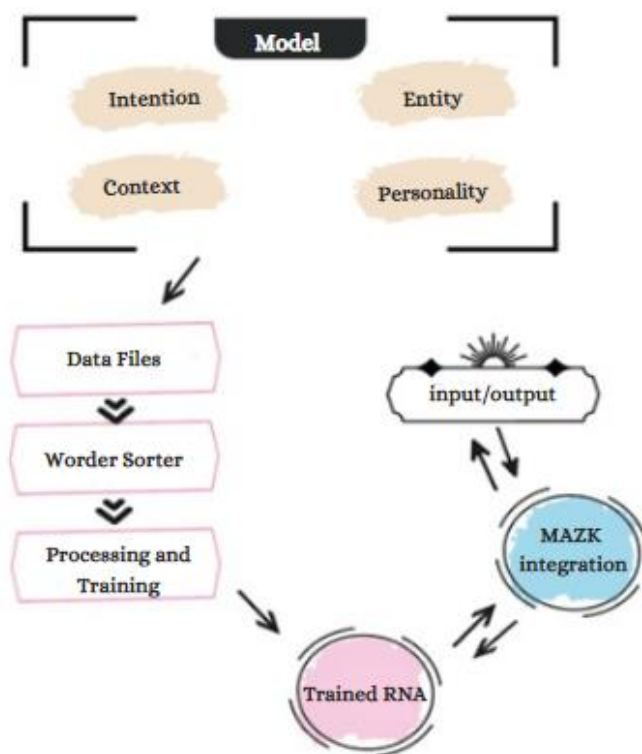 Model
Intention
Entity
Context
Personality
Data Files
input/output
Worder Sorter
MAZK
integration
Processing and
Training
Trained RNA